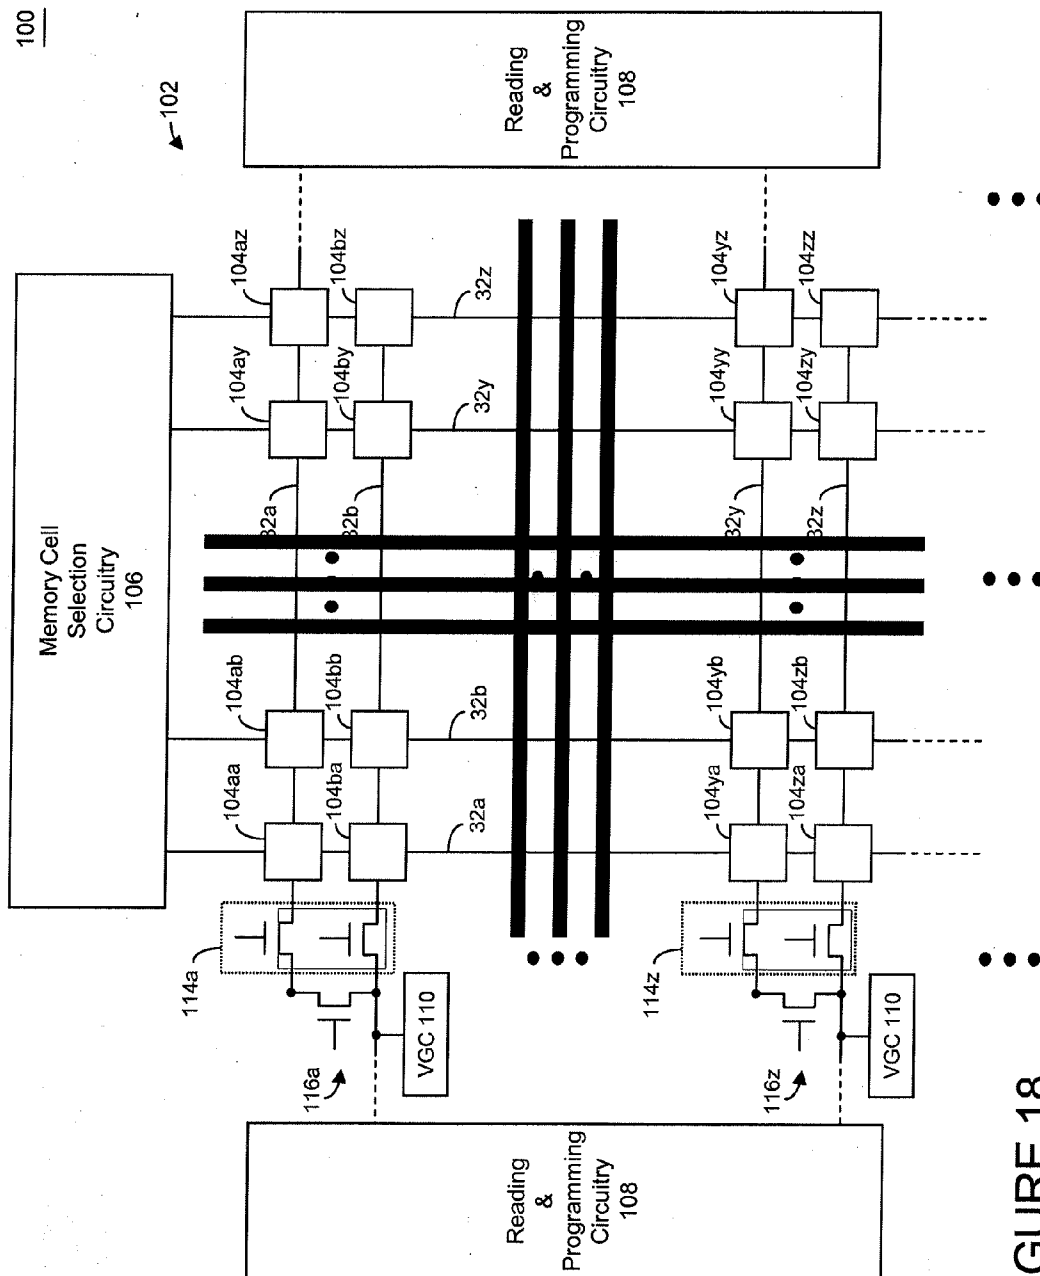 100
102
Memory Cell
Selection
Circuitry
106
Reading
&
Programming
Circuitry
108
Reading
&
Programming
Circuitry
108
114a
116a
VGC 110
104aa
104ab
32a
104ay
104az
104ba
104bb
32b
104by
104bz
32a
32b
32y
32z
114z
116z
VGC 110
104ya
104yb
32y
104yy
104yz
104za
104zb
32z
104zy
104zz
GURE 18